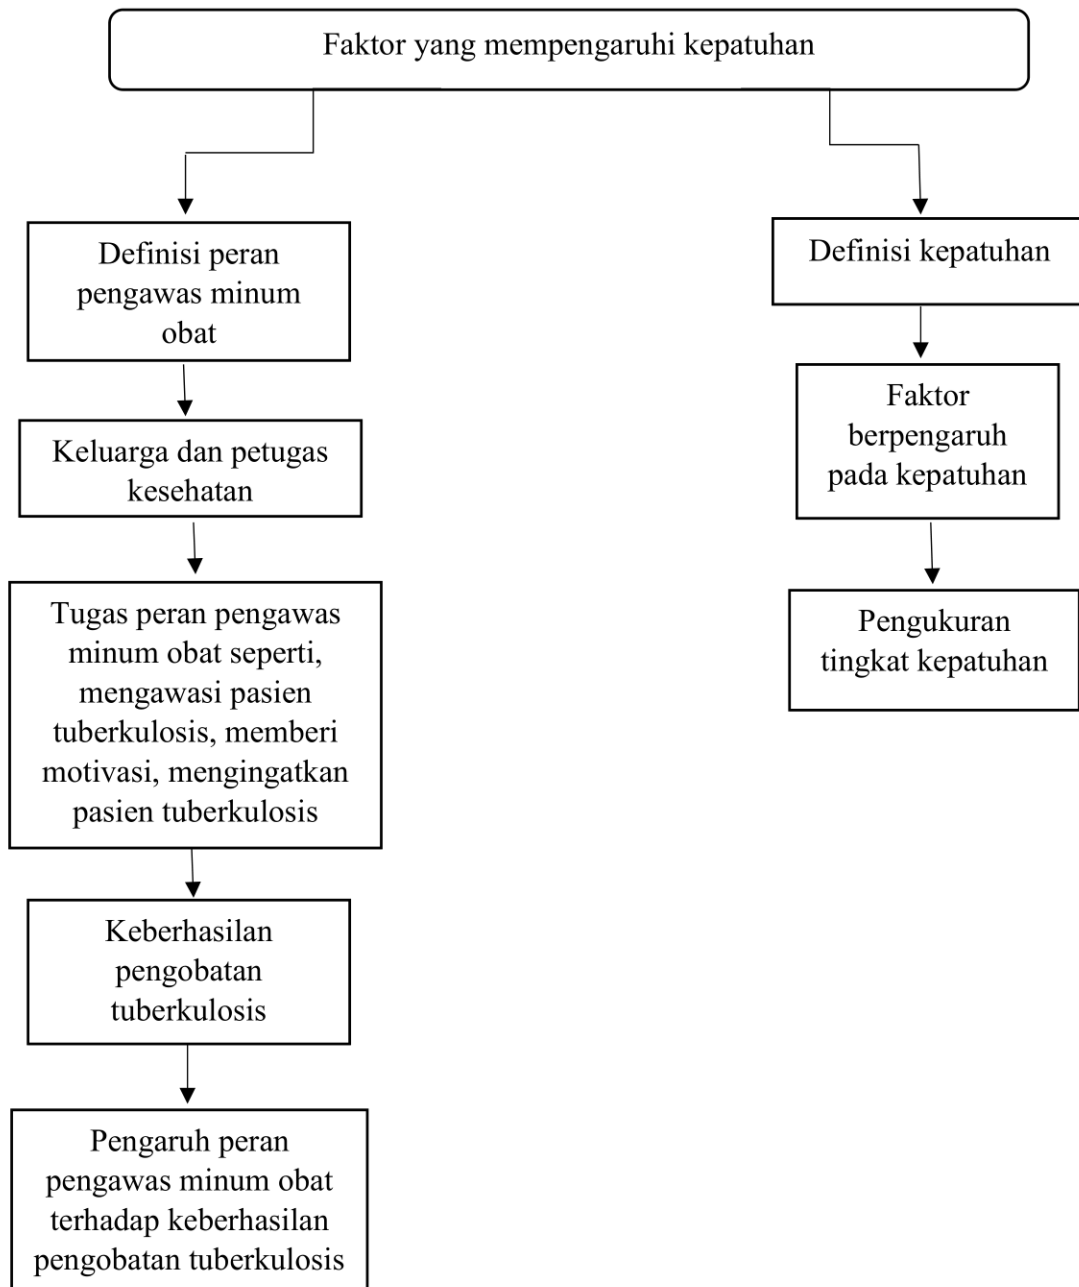 Faktor yang mempengaruhi kepatuhan
Definisi peran
pengawas minum
obat
Keluarga dan petugas
kesehatan
Tugas peran pengawas
minum obat seperti,
mengawasi pasien
tuberkulosis, memberi
motivasi, mengingatkan
pasien tuberkulosis
Keberhasilan
pengobatan
tuberkulosis
Pengaruh peran
pengawas minum obat
terhadap keberhasilan
pengobatan tuberkulosis
Definisi kepatuhan
Faktor
berpengaruh
pada kepatuhan
Pengukuran
tingkat kepatuhan